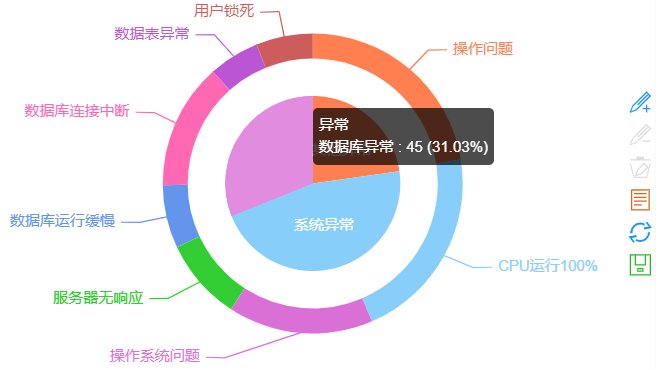 用户锁死
数据表异常
操作问题
数据库连接中断
异常
数据库异常 : 45 (31.03%)
数据库运行缓慢
系统异常
CPU运行100%
服务器无响应
操作系统问题